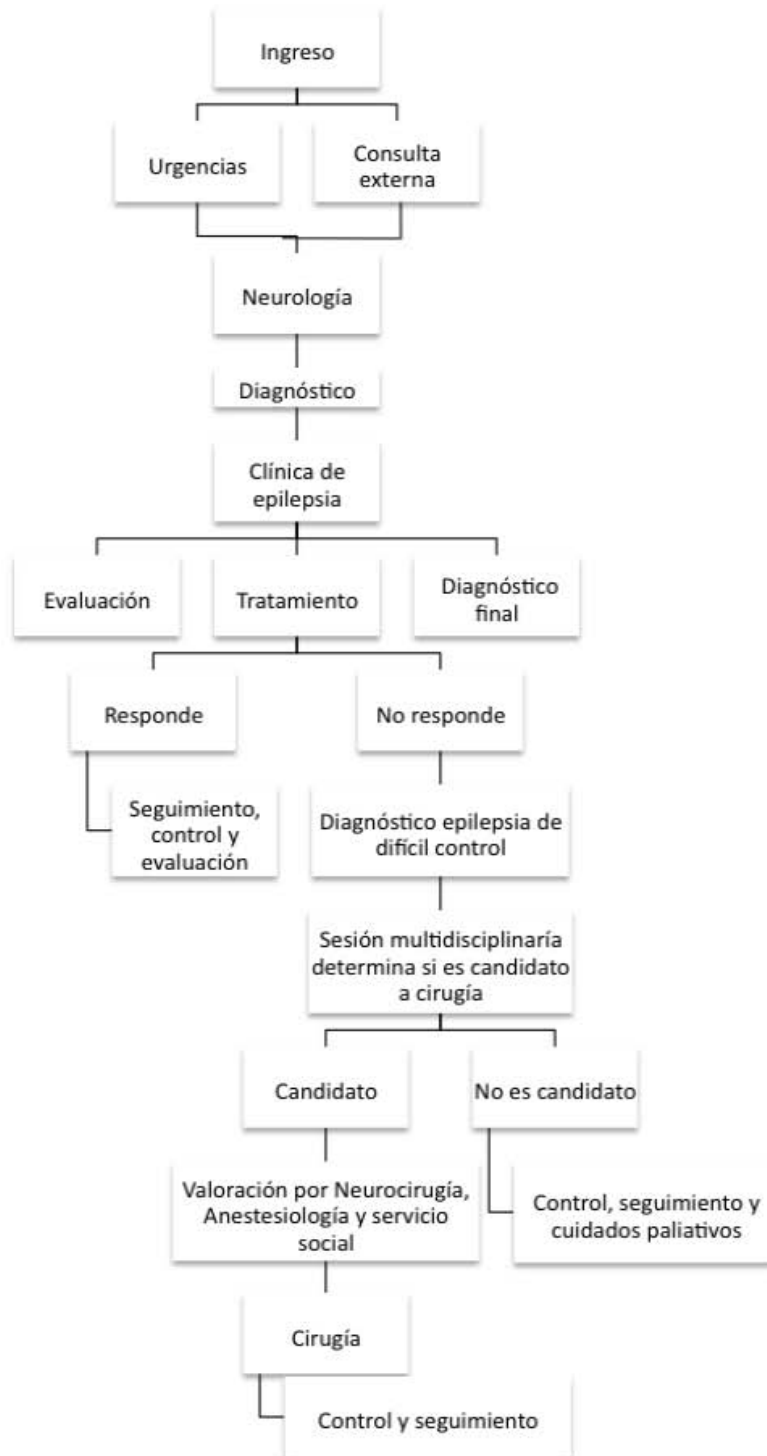 Ingreso
Urgencias
Consulta
externa
Neurología
Diagnóstico
Clínica de
epilepsia
Evaluación
Tratamiento
Diagnóstico
final
Responde
No responde
Seguimiento,
control y
evaluación
Diagnóstico epilepsia de
difícil control
Sesión multidisciplinaría
determina si es candidato
a cirugía
Candidato
No es candidato
Valoración por Neurocirugía,
Anestesiología y servicio
social
Control, seguimiento y
cuidados paliativos
Cirugía
Control y seguimiento